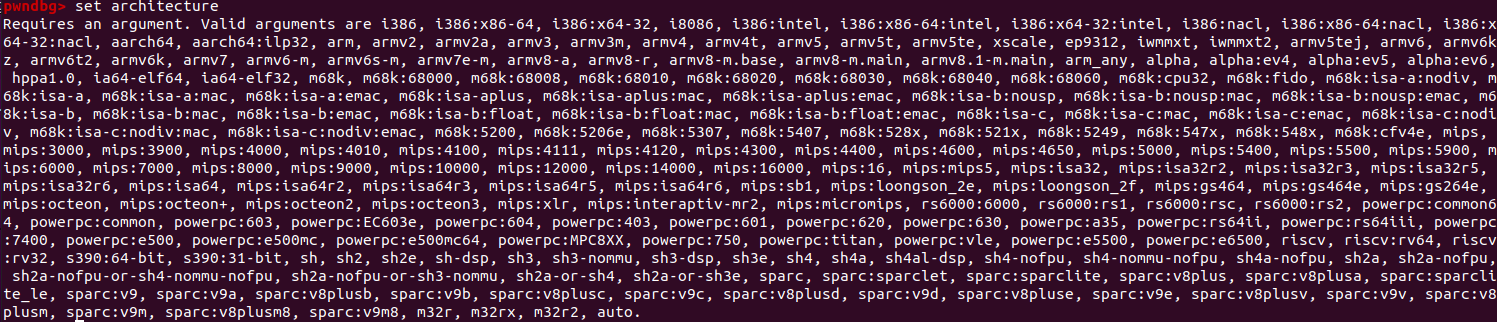 pwndbg> set architecture
Requires an argument. Valid arguments are i386, i386:x86-64, i386:x64-32, i8086, i386:intel, i386:x86-64:intel, i386:x64-32:intel, i386:nacl, i386:x86-64:nacl, i386:x
64-32:nacl, aarch64, aarch64:ilp32, arm, armv2, armv2a, armv3, armv3m, armv4, armv4t, armv5, armv5t, armv5te, xscale, ep9312, iwmmxt, iwmmxt2, armv5tej, armv6, armv6k
z, armv6t2, armv6k, armv7, armv6-m, armv6s-m, armv7e-m, armv8-a, armv8-r, armv8-m.base, armv8-m.main, armv8.1-m.main, arm_any, alpha, alpha:ev4, alpha:ev5, alpha:ev6,
 hppa1.0, ia64-elf64, ia64-elf32, m68k, m68k:68000, m68k:68008, m68k:68010, m68k:68020, m68k:68030, m68k:68040, m68k:68060, m68k:cpu32, m68k:fido, m68k:isa-a:nodiv, m
68k:isa-a, m68k:isa-a:mac, m68k:isa-a:emac, m68k:isa-aplus, m68k:isa-aplus:mac, m68k:isa-aplus:emac, m68k:isa-b:nousp, m68k:isa-b:nousp:mac, m68k:isa-b:nousp:emac, m6
8k:isa-b, m68k:isa-b:mac, m68k:isa-b:emac, m68k:isa-b:float, m68k:isa-b:float:mac, m68k:isa-b:float:emac, m68k:isa-c, m68k:isa-c:mac, m68k:isa-c:emac, m68k:isa-c:nodi
v, m68k:isa-c:nodiv:mac, m68k:isa-c:nodiv:emac, m68k:5200, m68k:5206e, m68k:5307, m68k:5407, m68k:528x, m68k:521x, m68k:5249, m68k:547x, m68k:548x, m68k:cfv4e, mips,
mips:3000, mips:3900, mips:4000, mips:4010, mips:4100, mips:4111, mips:4120, mips:4300, mips:4400, mips:4600, mips:4650, mips:5000, mips:5400, mips:5500, mips:5900, m
ips:6000, mips:7000, mips:8000, mips:9000, mips:10000, mips:12000, mips:14000, mips:16000, mips:16, mips:mips5, mips:isa32, mips:isa32r2, mips:isa32r3, mips:isa32r5,
mips:isa32r6, mips:isa64, mips:isa64r2, mips:isa64r3, mips:isa64r5, mips:isa64r6, mips:sb1, mips:loongson_2e, mips:loongson_2f, mips:gs464, mips:gs464e, mips:gs264e,
mips:octeon, mips:octeon+, mips:octeon2, mips:octeon3, mips:xlr, mips:interaptiv-mr2, mips:micromips, rs6000:6000, rs6000:rs1, rs6000:rsc, rs6000:rs2, powerpc:common6
4, powerpc:common, powerpc:603, powerpc:EC603e, powerpc:604, powerpc:403, powerpc:601, powerpc:620, powerpc:630, powerpc:a35, powerpc:rs64ii, powerpc:rs64iii, powerpc
:7400, powerpc:e500, powerpc:e500mc, powerpc:e500mc64, powerpc:MPC8XX, powerpc:750, powerpc:titan, powerpc:vle, powerpc:e5500, powerpc:e6500, riscv, riscv:rv64, riscv
:rv32, s390:64-bit, s390:31-bit, sh, sh2, sh2e, sh-dsp, sh3, sh3-nommu, sh3-dsp, sh3e, sh4, sh4a, sh4al-dsp, sh4-nofpu, sh4-nommu-nofpu, sh4a-nofpu, sh2a, sh2a-nofpu,
 sh2a-nofpu-or-sh4-nommu-nofpu, sh2a-nofpu-or-sh3-nommu, sh2a-or-sh4, sh2a-or-sh3e, sparc, sparc:sparclet, sparc:sparclite, sparc:v8plus, sparc:v8plusa, sparc:sparcli
te_le, sparc:v9, sparc:v9a, sparc:v8plusb, sparc:v9b, sparc:v8plusc, sparc:v9c, sparc:v8plusd, sparc:v9d, sparc:v8pluse, sparc:v9e, sparc:v8plusv, sparc:v9v, sparc:v8
plusm, sparc:v9m, sparc:v8plusm8, sparc:v9m8, m32r, m32rx, m32r2, auto.